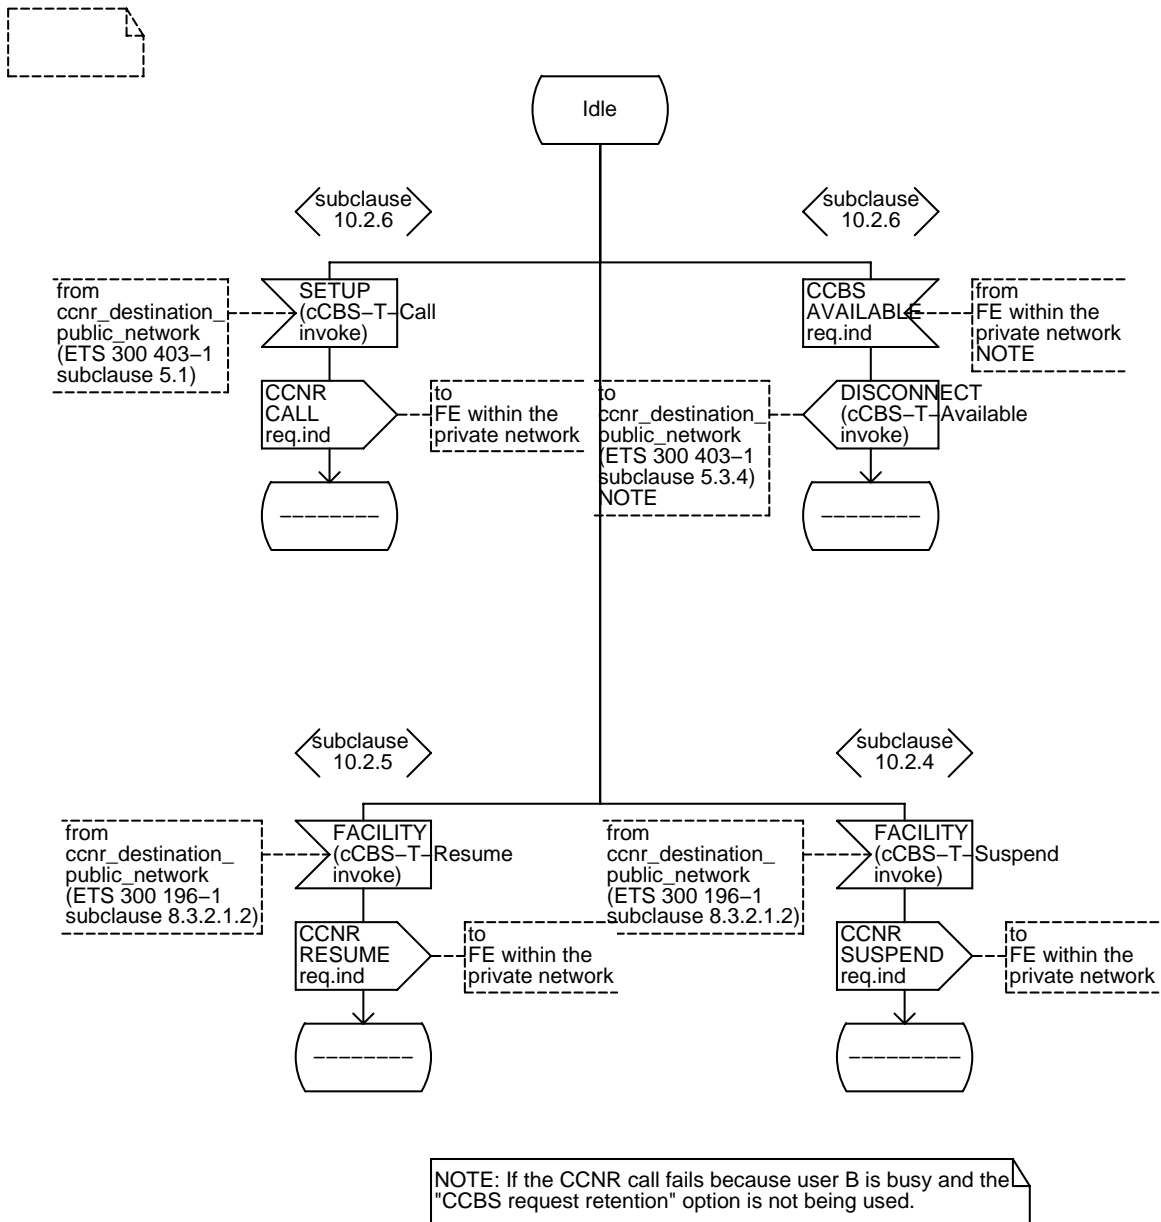 Idle
subclause
10.2.6
subclause
10.2.6
from
ccnr_destination_
public_network
(ETS 300 403–1
subclause 5.1)
SETUP
(cCBS–T–Call
invoke)
CCBS
AVAILABLE
req.ind
from
FE within the
private network
NOTE
CCNR
CALL
req.ind
to
FE within the
private network
to
ccnr_destination_
public_network
(ETS 300 403–1
subclause 5.3.4)
NOTE
DISCONNECT
(cCBS–T–Available
invoke)
––––––––
––––––––
subclause
10.2.5
subclause
10.2.4
from
ccnr_destination_
public_network
(ETS 300 196–1
subclause 8.3.2.1.2)
FACILITY
(cCBS–T–Resume
invoke)
from
ccnr_destination_
public_network
(ETS 300 196–1
subclause 8.3.2.1.2)
FACILITY
(cCBS–T–Suspend
invoke)
CCNR
RESUME
req.ind
to
FE within the
private network
CCNR
SUSPEND
req.ind
to
FE within the
private network
––––––––
–––––––––
NOTE: If the CCNR call fails because user B is busy and the
"CCBS request retention" option is not being used.